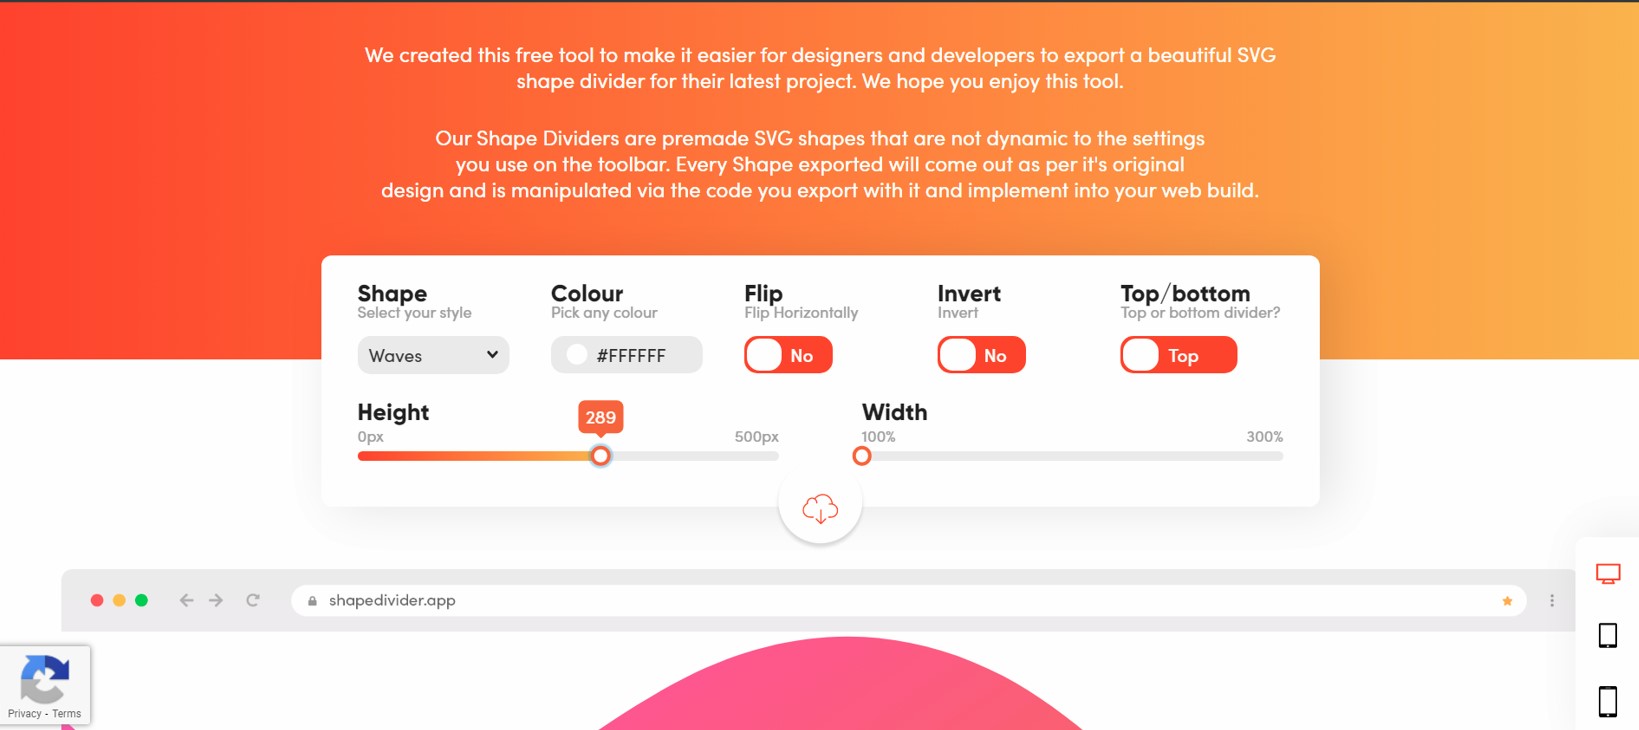 We created this free tool to make it easier for designers and developers to export a beautiful SVG
shape divider for their latest project. We hope you enjoy this tool.
Our Shape Dividers are premade SVG shapes that are not dynamic to the settings
you use on the toolbar. Every Shape exported will come out as per it's original
design and is manipulated via the code you export with it and implement into your web build.
Shape
Select your style
Waves
Colour
Pick any colour
#FFFFFF
Flip
Flip Horizontally
No
Invert
Invert
No
Top/bottom
Top or bottom divider?
Top
Height
289
0px
500px
Width
100%
300%
shapedivider.app
Privacy - Terms